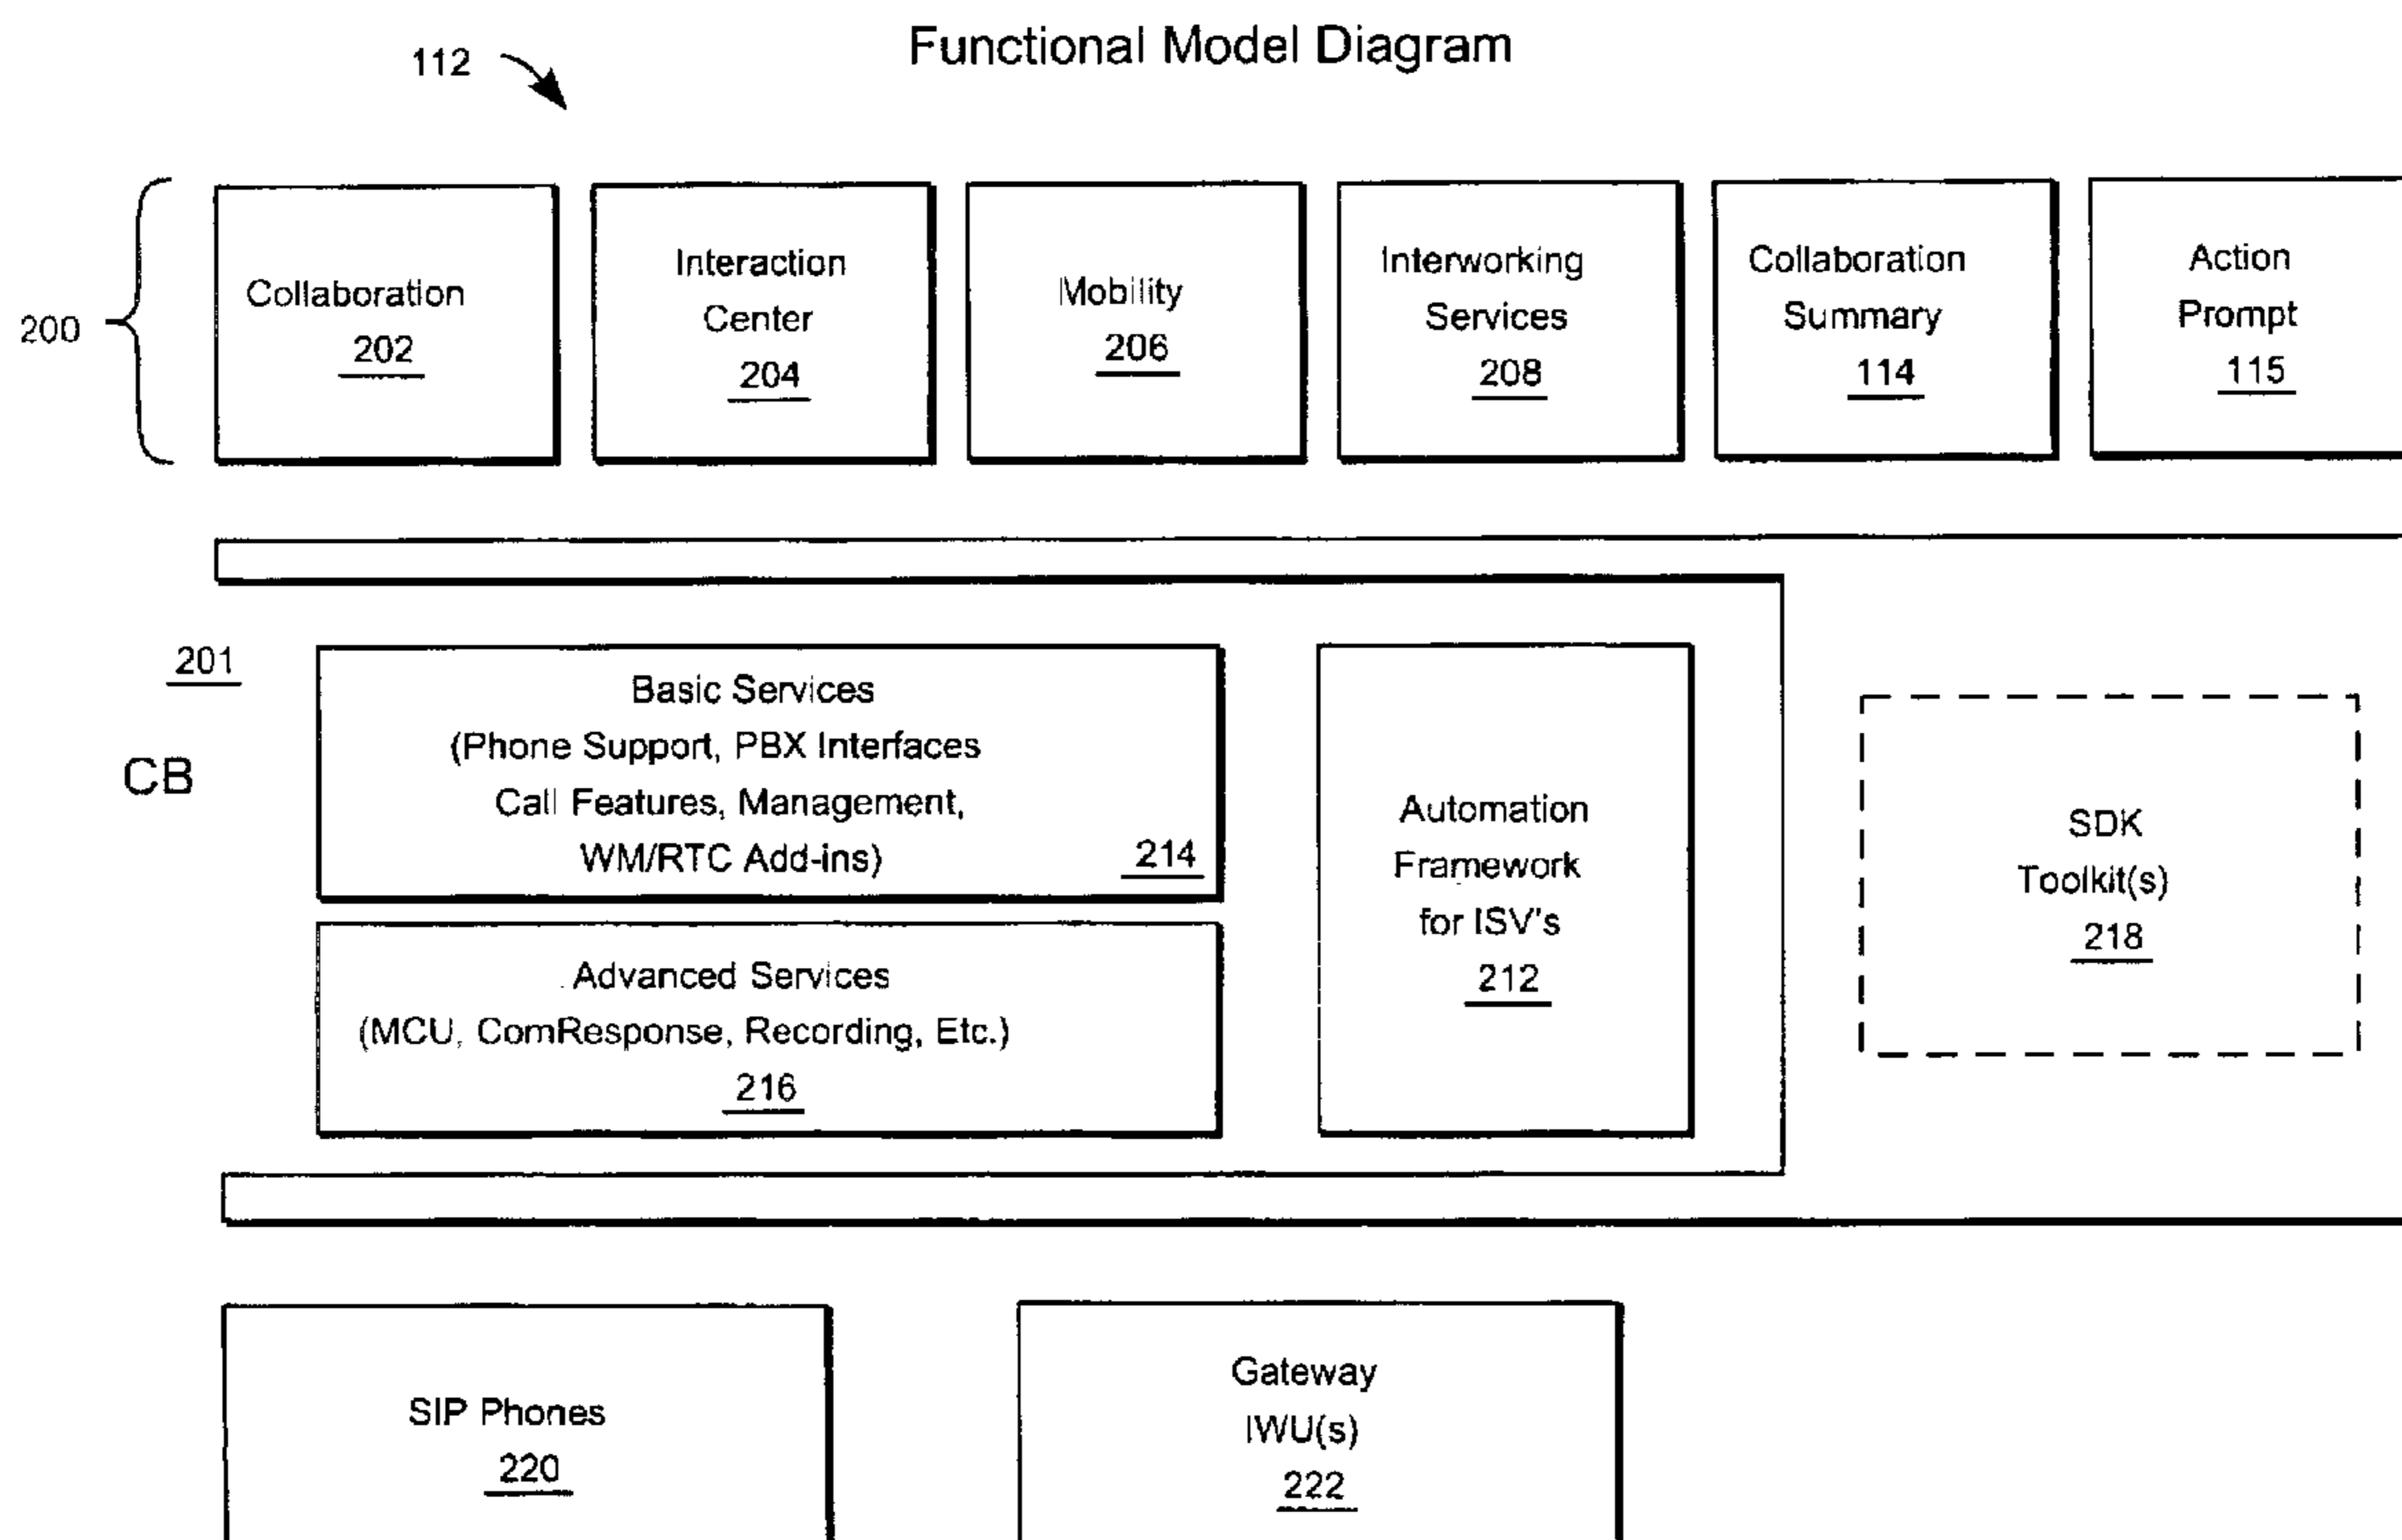 Functional Model Diagram
112
200
Collaboration
202
Interaction
Center
204
Mobility
206
Interworking
Services
208
Collaboration
Summary
114
Action
Prompt
115
201
CB
Basic Services
(Phone Support, PBX Interfaces
Call Features, Management,
WM/RTC Add-ins)
214
Advanced Services
(MCU, ComResponse, Recording, Etc.)
216
Automation
Framework
for ISV's
212
SDK
Toolkit(s)
218
SIP Phones
220
Gateway
IWU(s)
222